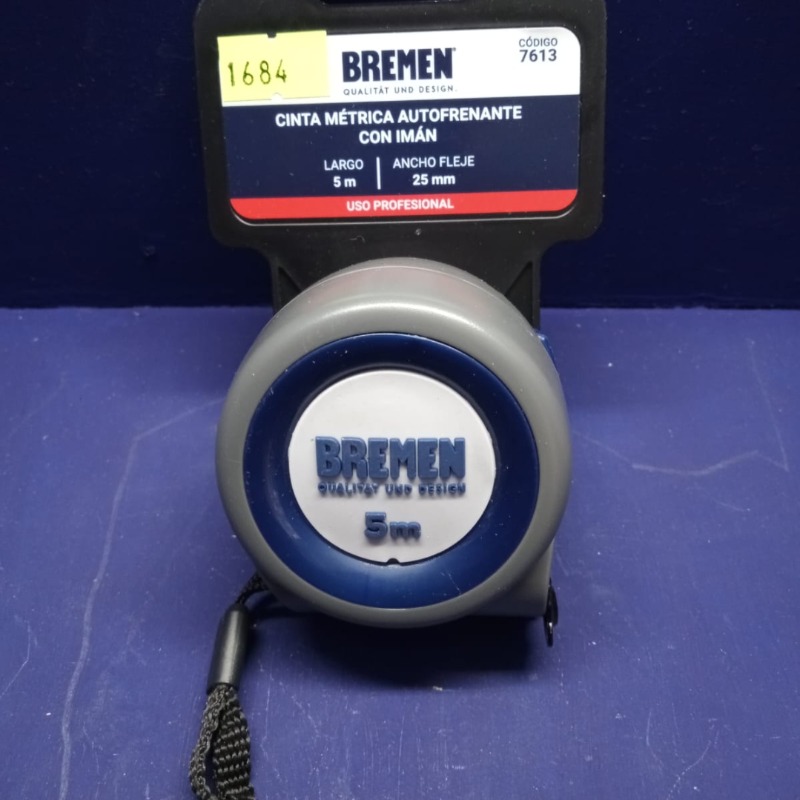 1684
BREMEN®
QUALITÄT UND DESIGN.
CÓDIGO
7613
CINTA MÉTRICA AUTOFRENANTE
CON IMÁN
LARGO
5 m
ANCHO FLEJE
25 mm
USO PROFESIONAL
BREMEN
QUALITÄT UND DESIGN
5m